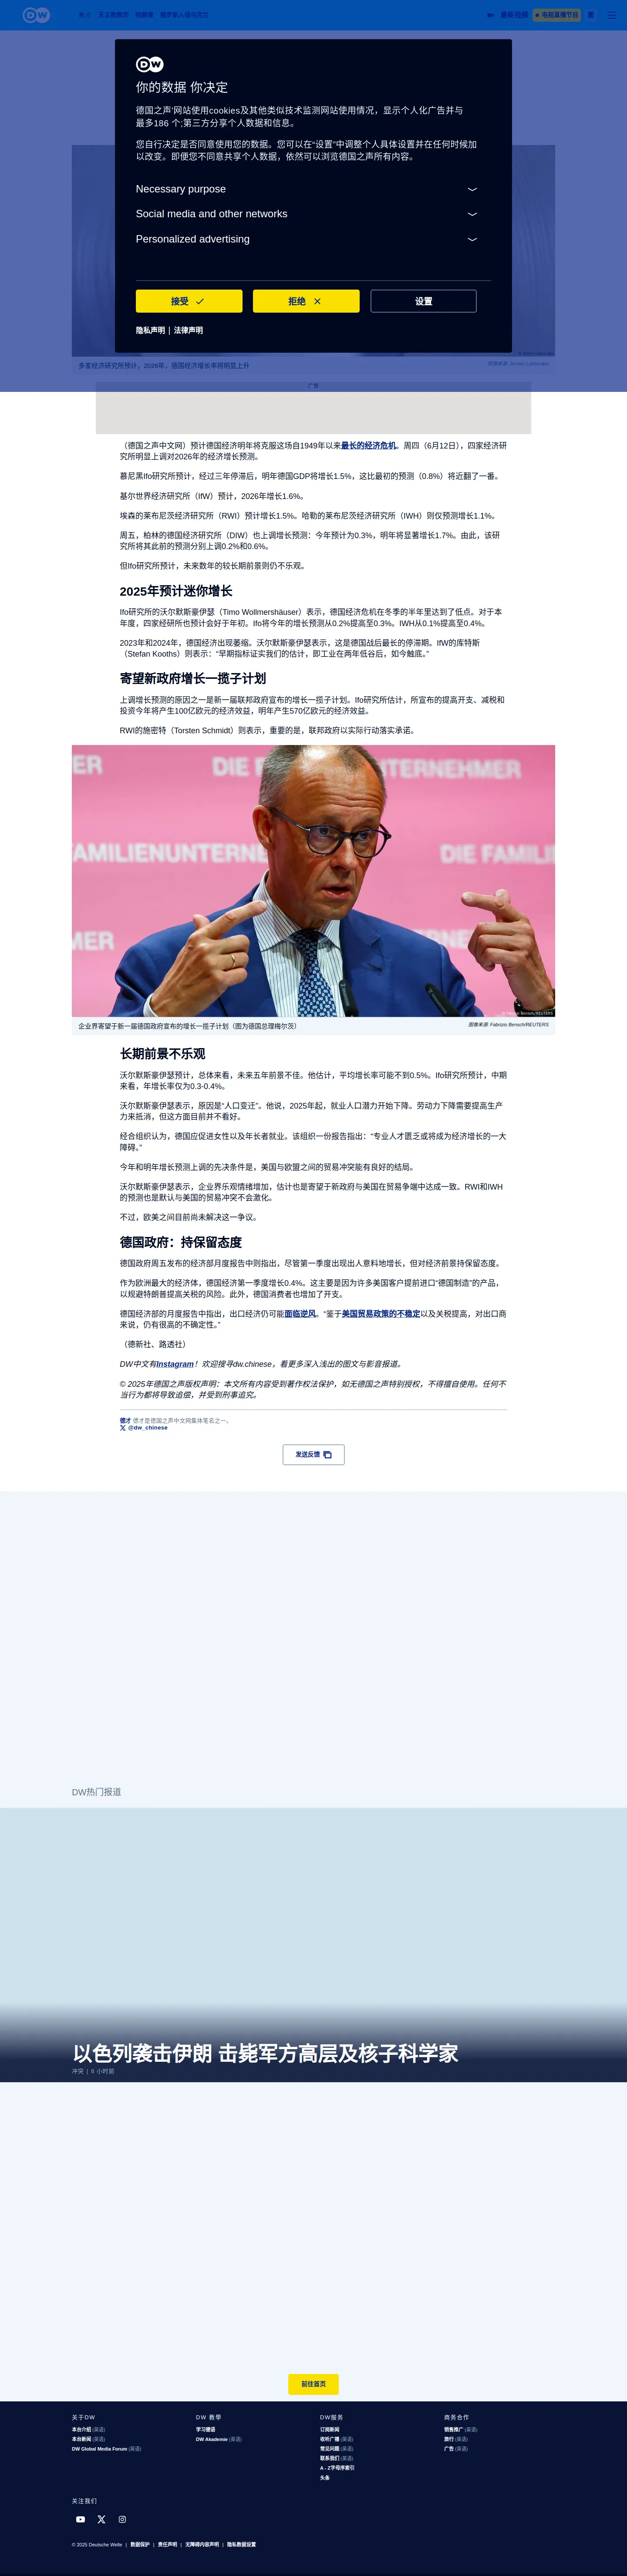 DW
最新视频
电视直播节目
DW
你的数据 你决定
德国之声'网站使用cookies及其他类似技术监测网站使用情况，显示个人化广告并与
最多186 个;第三方分享个人数据和信息。
您自行决定是否同意使用您的数据。您可以在“设置”中调整个人具体设置并在任何时候加
以改变。即便您不同意共享个人数据，依然可以浏览德国之声所有内容。
Necessary purpose
Social media and other networks
Personalized advertising
接受
拒绝
设置
隐私声明 | 法律声明
多家经济研究所预计，2026年，德国经济增长率将明显上升
广告
（德国之声中文网）预计德国经济明年将克服这场自1949年以来最长的经济危机。周四（6月12日），四家经济研
究所明显上调对2026年的经济增长预测。
慕尼黑Ifo研究所预计，经过三年停滞后，明年德国GDP将增长1.5%，这比最初的预测（0.8%）将近翻了一番。
基尔世界经济研究所（IfW）预计，2026年增长1.6%。
埃森的莱布尼茨经济研究所（RWI）预计增长1.5%。哈勒的莱布尼茨经济研究所（IWH）则仅预测增长1.1%。
周五，柏林的德国经济研究所（DIW）也上调增长预测：今年预计为0.3%，明年将显著增长1.7%。由此，该研
究所将其此前的预测分别上调0.2%和0.6%。
但Ifo研究所预计，未来数年的较长期前景则仍不乐观。
2025年预计迷你增长
Ifo研究所的沃尔默斯豪伊瑟（Timo Wollmershäuser）表示，德国经济危机在冬季的半年里达到了低点。对于本
年度，四家经研所也预计会好于年初。Ifo将今年的增长预测从0.2%提高至0.3%。IWH从0.1%提高至0.4%。
2023年和2024年，德国经济出现萎缩。沃尔默斯豪伊瑟表示，这是德国战后最长的停滞期。IfW的库特斯
（Stefan Kooths）则表示：“早期指标证实我们的估计，即工业在两年低谷后，如今触底。”
寄望新政府增长一揽子计划
上调增长预测的原因之一是新一届联邦政府宣布的增长一揽子计划。Ifo研究所估计，所宣布的提高开支、减税和
投资今年将产生100亿欧元的经济效益，明年产生570亿欧元的经济效益。
RWI的施密特（Torsten Schmidt）则表示，重要的是，联邦政府以实际行动落实承诺。
DIE FAMILIENUNTERNEHMER
企业界寄望于新一届德国政府宣布的增长一揽子计划（图为德国总理梅尔茨）
图像来源: Fabrizio Bensch/REUTERS
长期前景不乐观
沃尔默斯豪伊瑟预计，总体来看，未来五年前景不佳。他估计，平均增长率可能不到0.5%。Ifo研究所预计，中期
来看，年增长率仅为0.3-0.4%。
沃尔默斯豪伊瑟表示，原因是“人口变迁”。他说，2025年起，就业人口潜力开始下降。劳动力下降需要提高生产
力来抵消，但这方面目前并不看好。
经合组织认为，德国应促进女性以及年长者就业。该组织一份报告指出：“专业人才匮乏或将成为经济增长的一大
障碍。”
今年和明年增长预测上调的先决条件是，美国与欧盟之间的贸易冲突能有良好的结局。
沃尔默斯豪伊瑟表示，企业界乐观情绪增加，估计也是寄望于新政府与美国在贸易争端中达成一致。RWI和IWH
的预测也是默认与美国的贸易冲突不会激化。
不过，欧美之间目前尚未解决这一争议。
德国政府：持保留态度
德国政府周五发布的经济部月度报告中则指出，尽管第一季度出现出人意料地增长，但对经济前景持保留态度。
作为欧洲最大的经济体，德国经济第一季度增长0.4%。这主要是因为许多美国客户提前进口“德国制造”的产品，
以规避特朗普提高关税的风险。此外，德国消费者也增加了开支。
德国经济部的月度报告中指出，出口经济仍可能面临逆风。“鉴于美国贸易政策的不稳定以及关税提高，对出口商
来说，仍有很高的不确定性。”
（德新社、路透社）
DW中文有Instagram！欢迎搜寻dw.chinese，看更多深入浅出的图文与影音报道。
© 2025年德国之声版权声明：本文所有内容受到著作权法保护，如无德国之声特别授权，不得擅自使用。任何不
当行为都将导致追偿，并受到刑事追究。
德才 德才是德国之声中文网集体笔名之一。
@dw_chinese
发送反馈
DW热门报道
以色列袭击伊朗 击毙军方高层及核子科学家
冲突 | 9 小时前
前往首页
关于DW
本台介绍 (英语)
本台新闻 (英语)
DW Global Media Forum (英语)
DW 教學
学习德语
DW Akademie (英语)
DW服务
订阅新闻
收听广播 (英语)
常见问题 (英语)
联系我们 (英语)
A - Z字母序索引
头条
商务合作
销售推广 (英语)
旅行 (英语)
广告 (英语)
关注我们
© 2025 Deutsche Welle | 数据保护 | 责任声明 | 无障碍内容声明 | 隐私数据设置